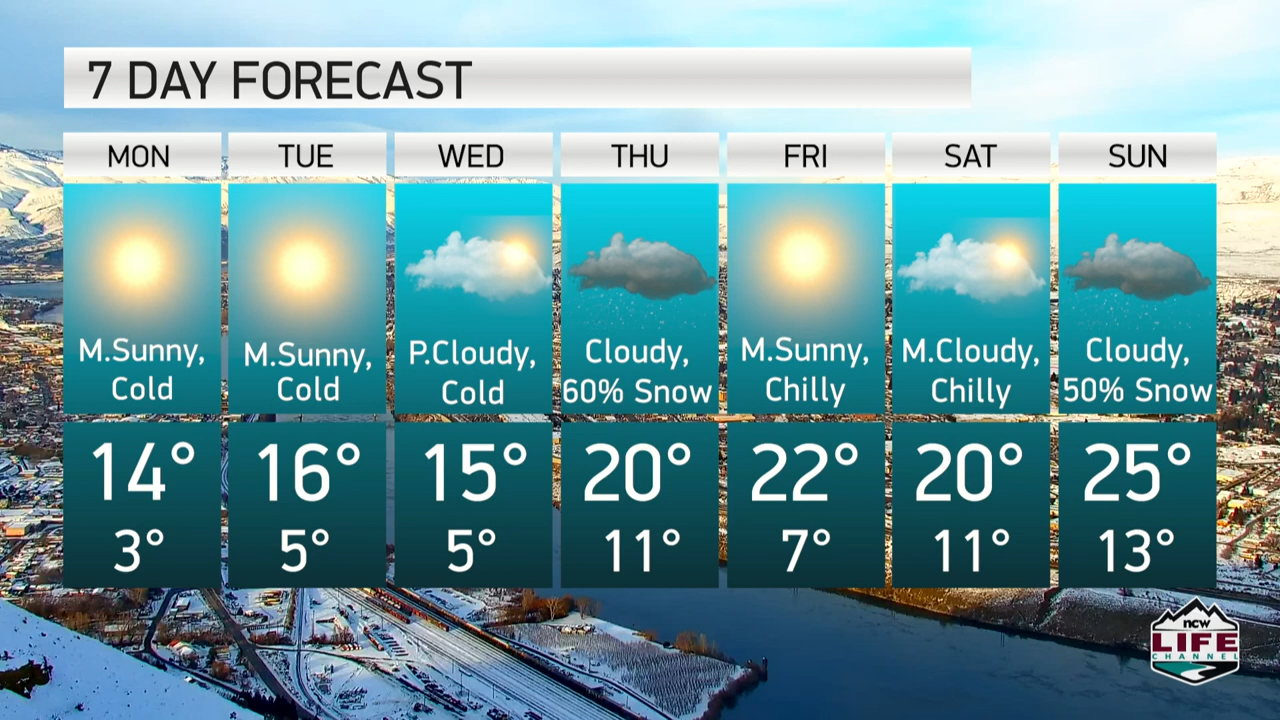 7 DAY FORECAST
MON TUE WED THU FRI SAT SUN
M.Sunny,
Cold
M.Sunny,
Cold
P.Cloudy,
Cold
Cloudy,
60% Snow
M.Sunny,
Chilly
M.Cloudy,
Chilly
Cloudy,
50% Snow
14° 16° 15° 20° 22° 20° 25°
3° 5° 5° 11° 7° 11° 13°
ncw
LIFE
CHANNEL